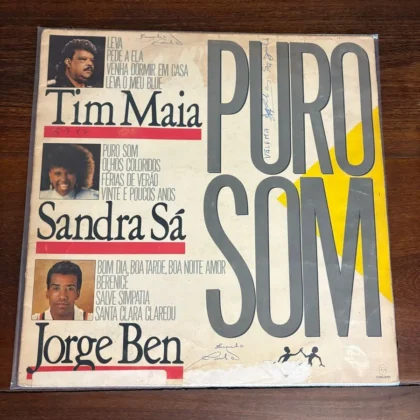 LEVA
PEDE A ELA
VENHA DORMIR EM CASA
LEVA O MEU BLUE
Tim Maia
PURO SOM
OLHOS COLORIDOS
FÉRIAS DE VERÃO
VINTE E POUCOS ANOS
Sandra Sá
BOM DIA, BOA TARDE, BOA NOITE AMOR
BERENICE
SALVE SIMPATIA
SANTA CLARA CLAREOU
Jorge Ben
PURO
SOM